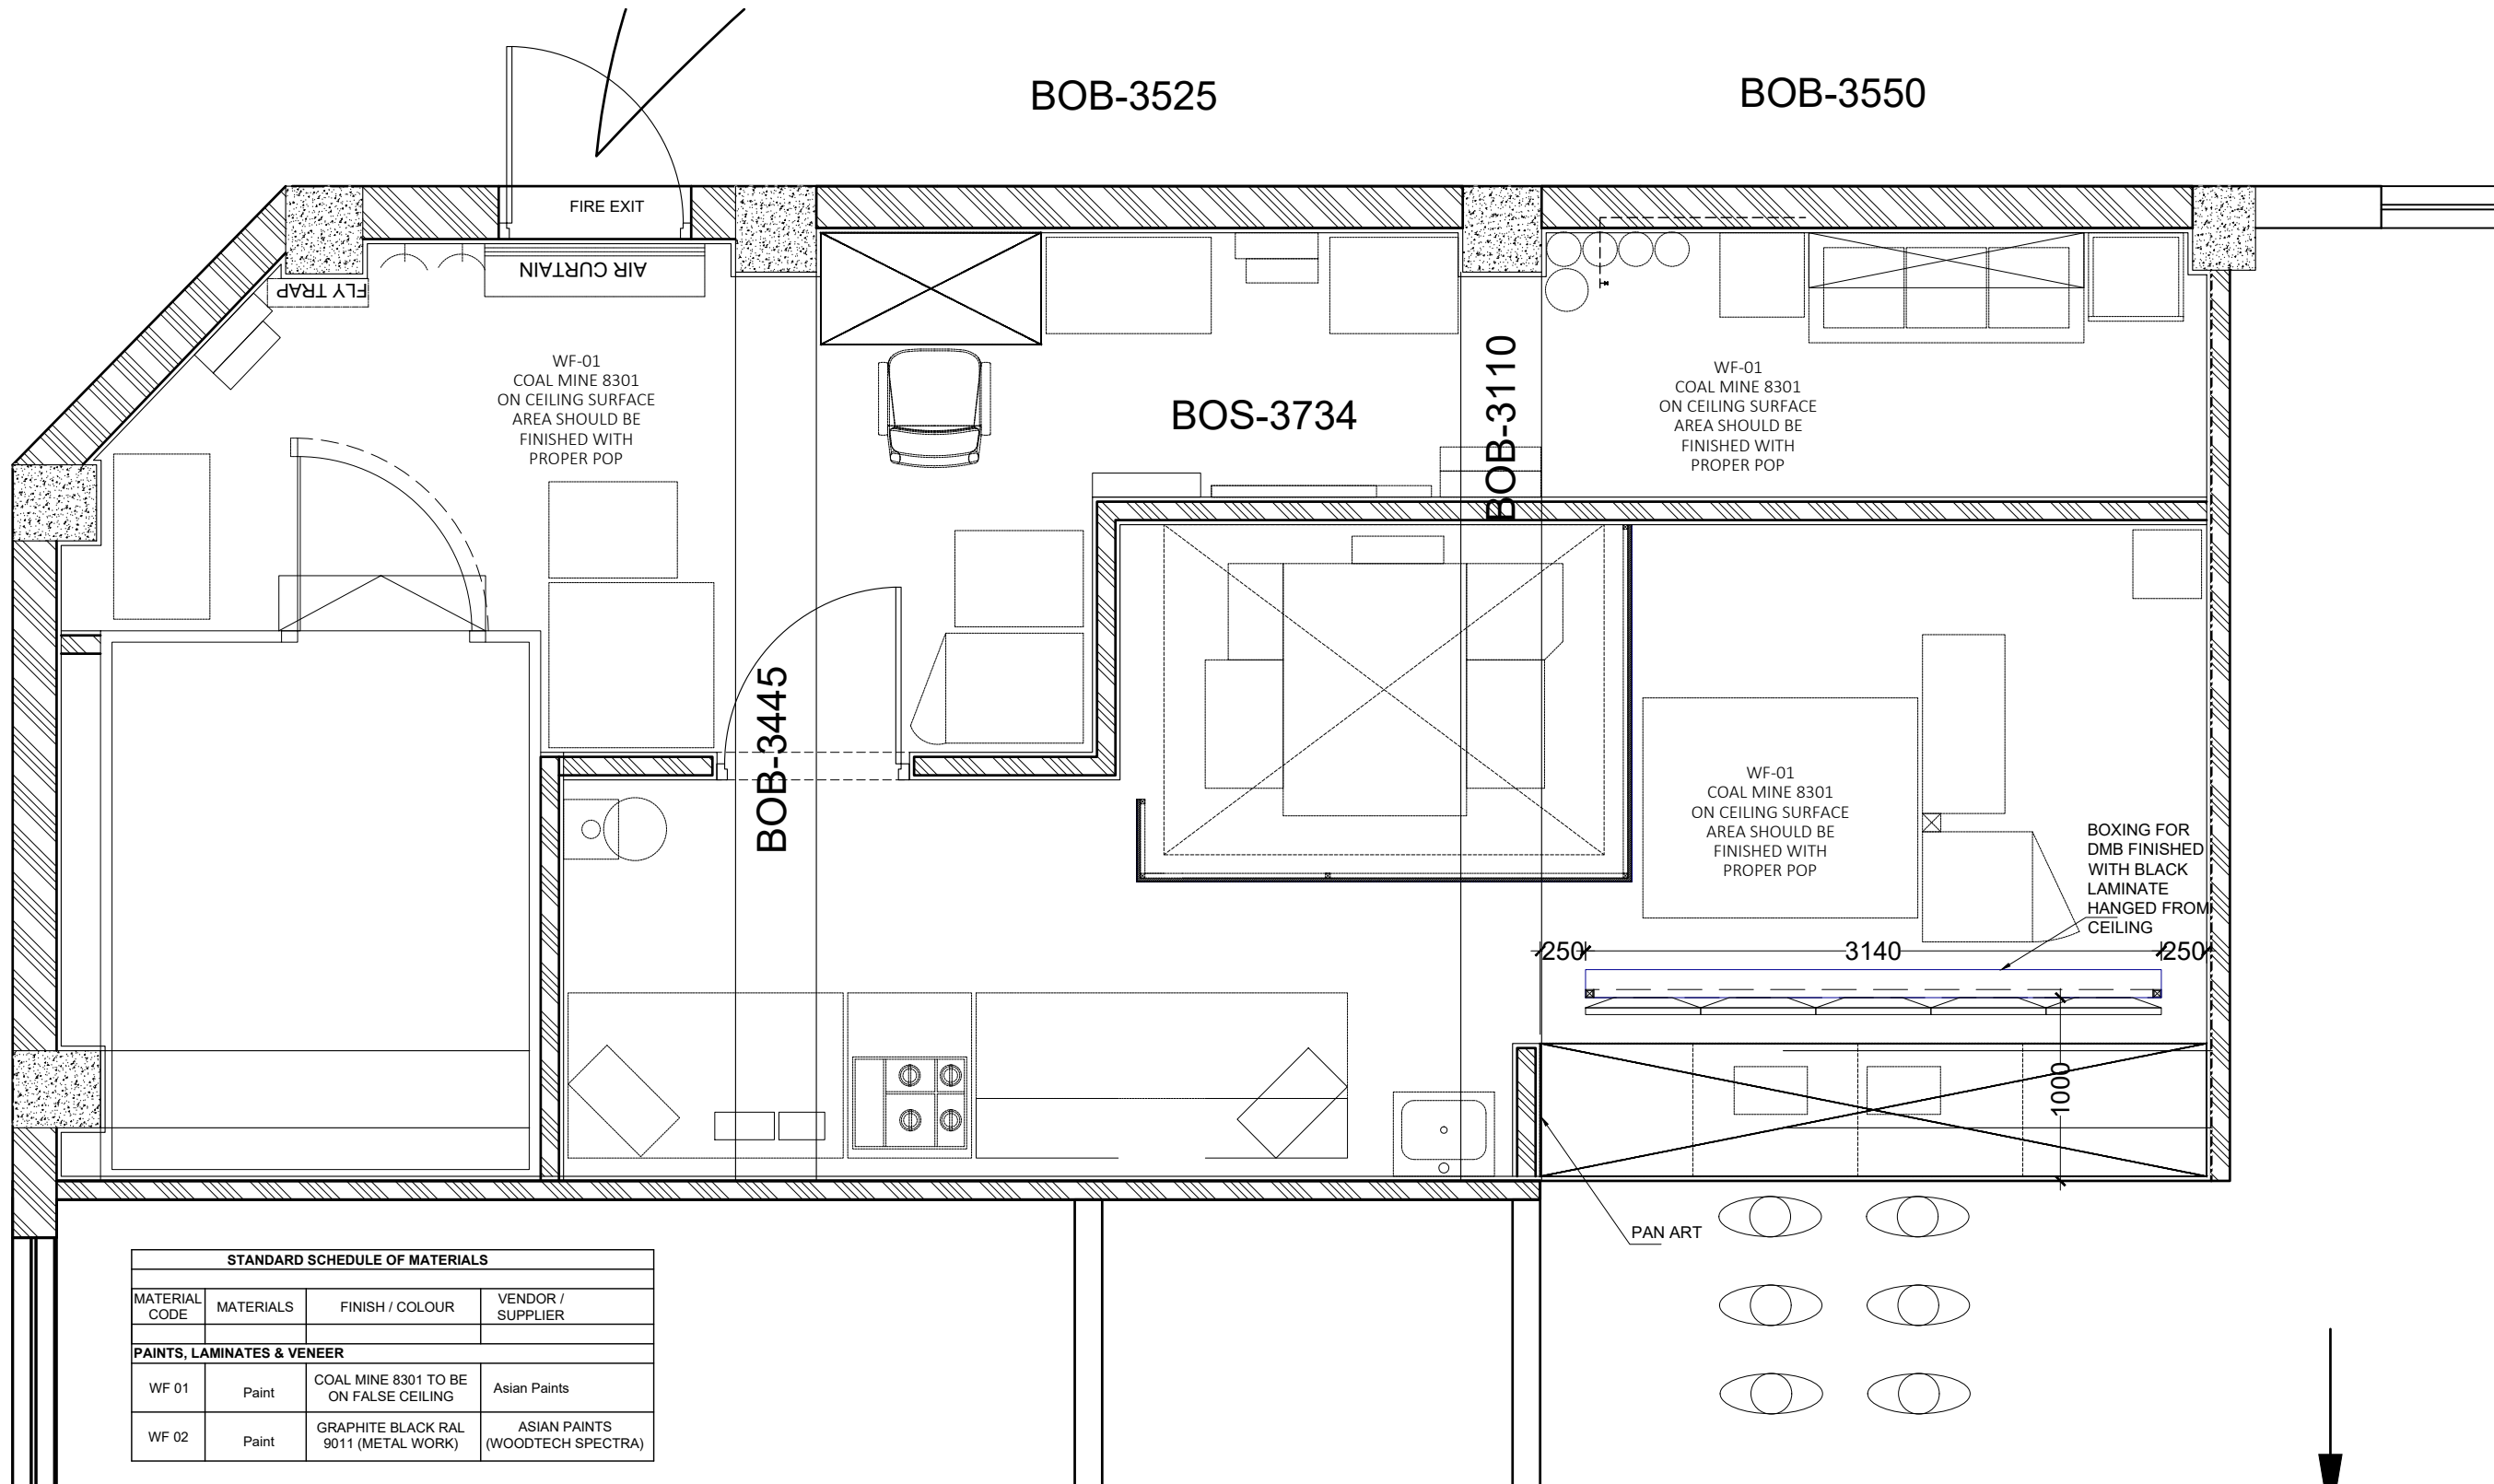 BOB-3525
BOB-3550
FIRE EXIT
AIR CURTAIN
FLY TRAP
WF-01
COAL MINE 8301
ON CEILING SURFACE
AREA SHOULD BE
FINISHED WITH
PROPER POP
BOS-3734
BOB-3110
WF-01
COAL MINE 8301
ON CEILING SURFACE
AREA SHOULD BE
FINISHED WITH
PROPER POP
BOB-3445
WF-01
COAL MINE 8301
ON CEILING SURFACE
AREA SHOULD BE
FINISHED WITH
PROPER POP
BOXING FOR
DMB FINISHED
WITH BLACK
LAMINATE
HANGED FROM
CEILING
250
3140
250
1000
PAN ART
STANDARD SCHEDULE OF MATERIALS
MATERIAL CODE MATERIALS FINISH / COLOUR VENDOR / SUPPLIER
PAINTS, LAMINATES & VENEER
WF 01 Paint COAL MINE 8301 TO BE ON FALSE CEILING Asian Paints
WF 02 Paint GRAPHITE BLACK RAL 9011 (METAL WORK) ASIAN PAINTS (WOODTECH SPECTRA)